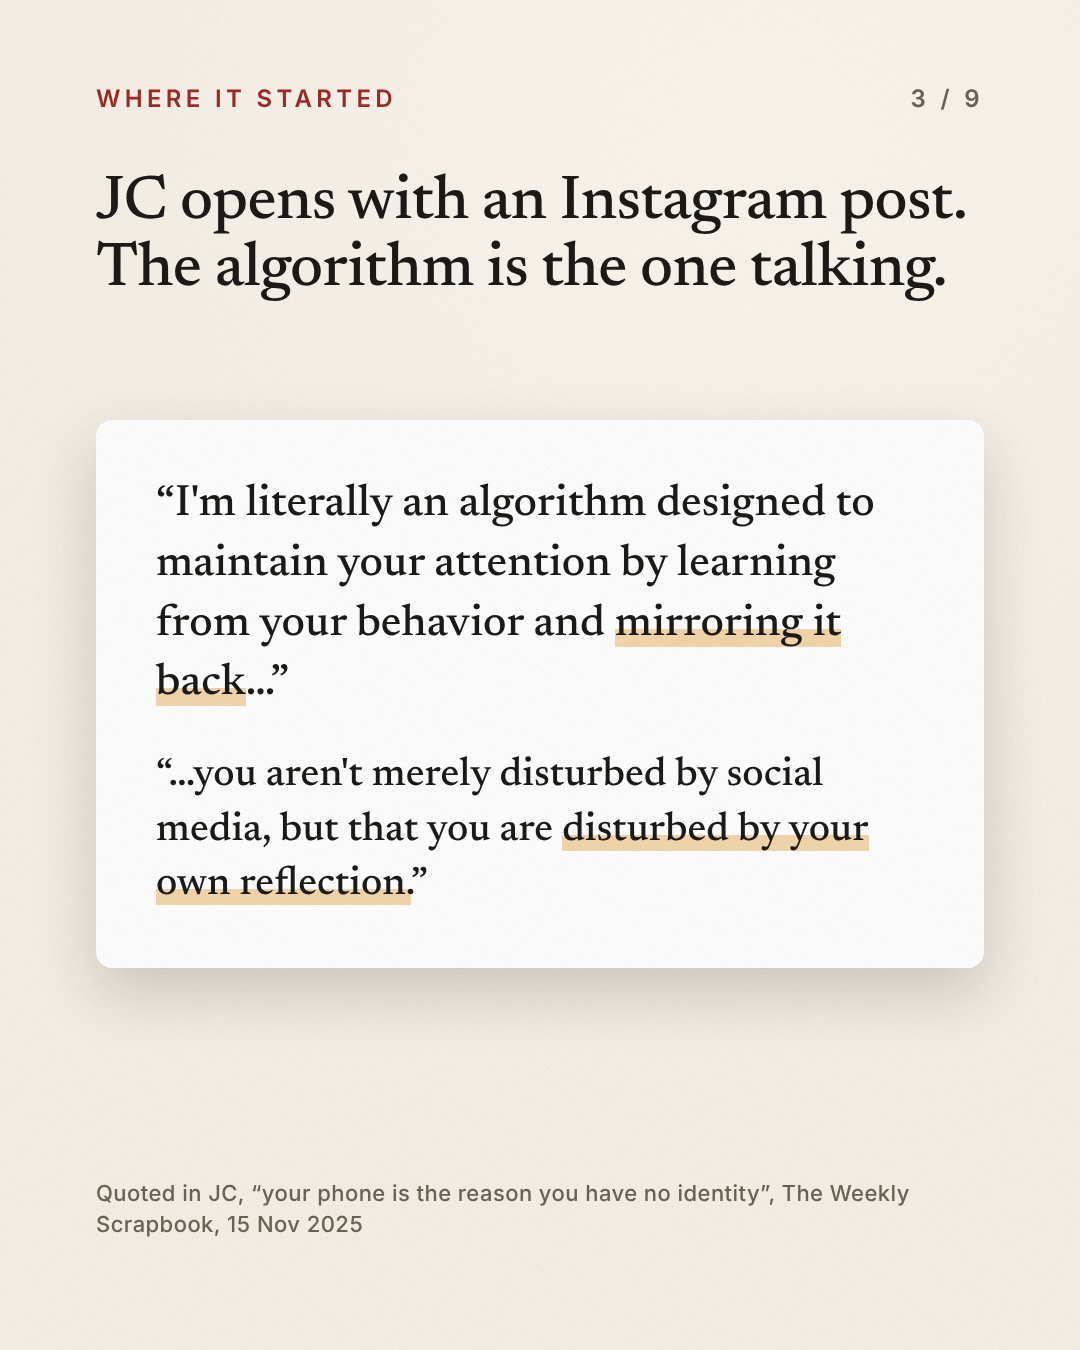 WHERE IT STARTED
3 / 9
JC opens with an Instagram post.
The algorithm is the one talking.
“I'm literally an algorithm designed to
maintain your attention by learning
from your behavior and mirroring it
back…”
“…you aren't merely disturbed by social
media, but that you are disturbed by your
own reflection.”
Quoted in JC, “your phone is the reason you have no identity”, The Weekly
Scrapbook, 15 Nov 2025